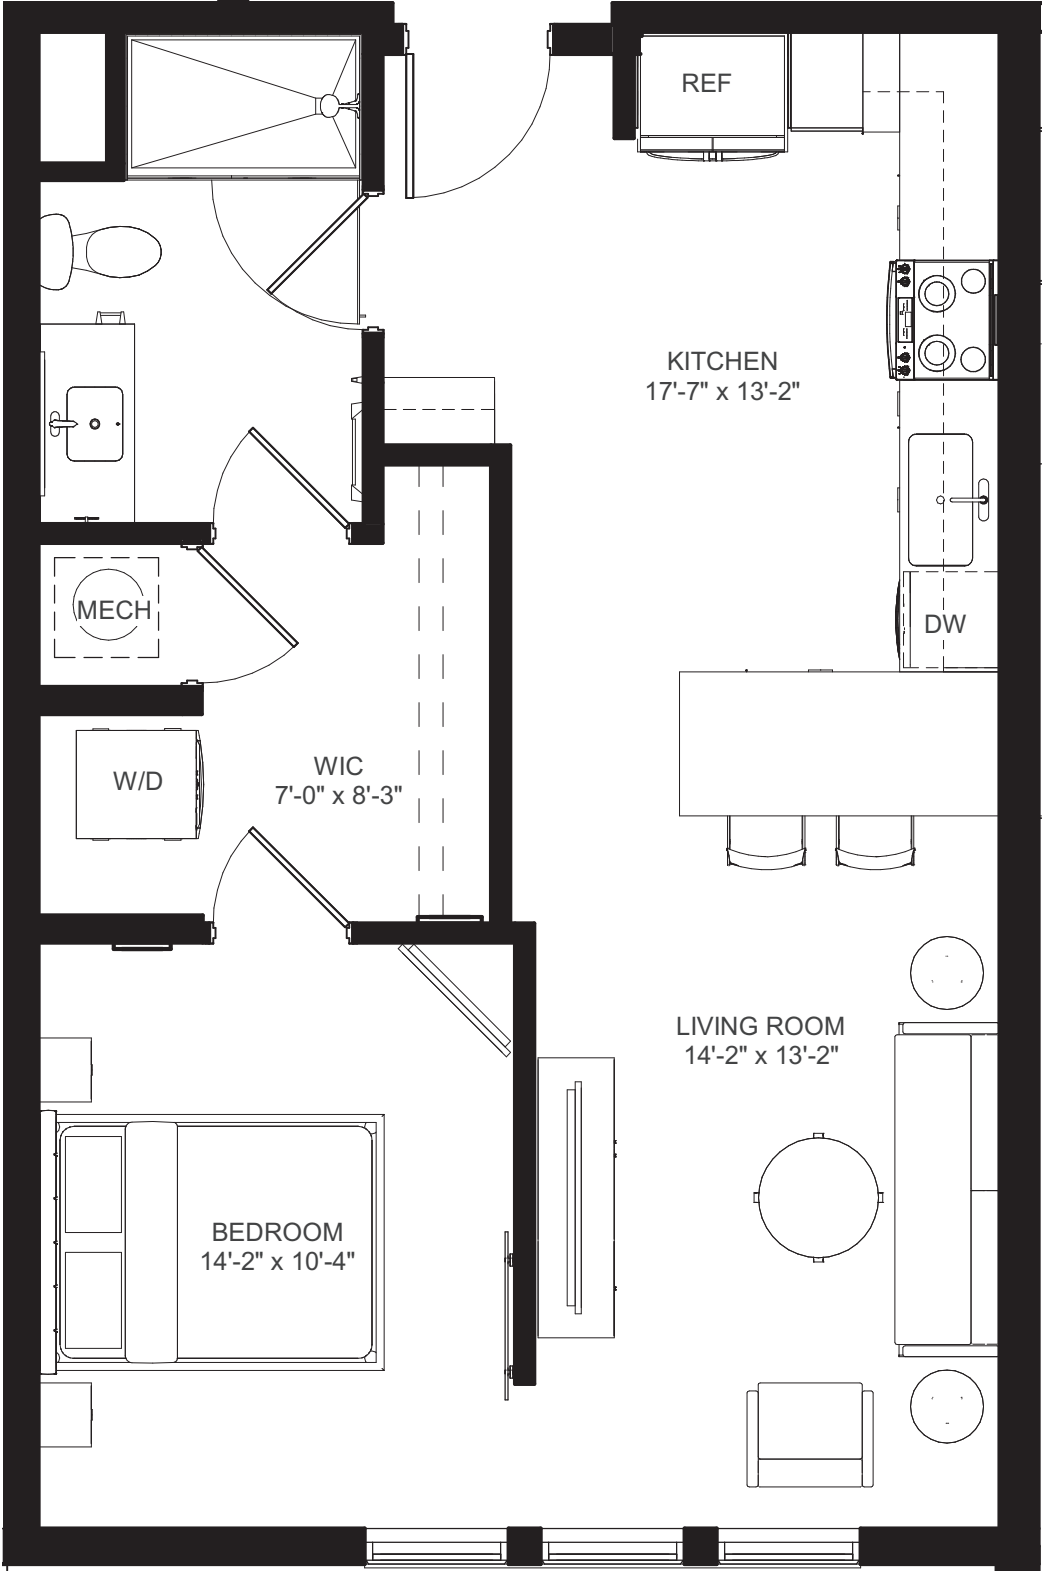 REF
KITCHEN
17'-7" x 13'-2"
MECH
DW
W/D
WIC
7'-0" x 8'-3"
LIVING ROOM
14'-2" x 13'-2"
BEDROOM
14'-2" x 10'-4"